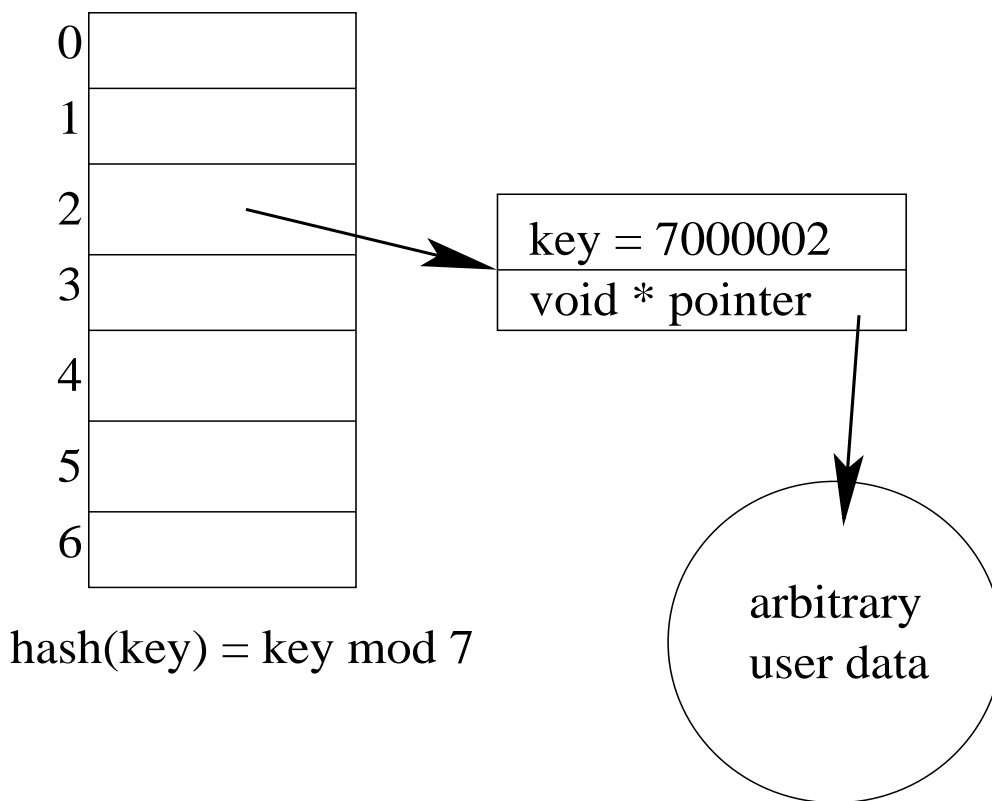 0
1
2
3
4
5
6
key = 7000002
void * pointer
arbitrary
user data
hash(key) = key mod 7